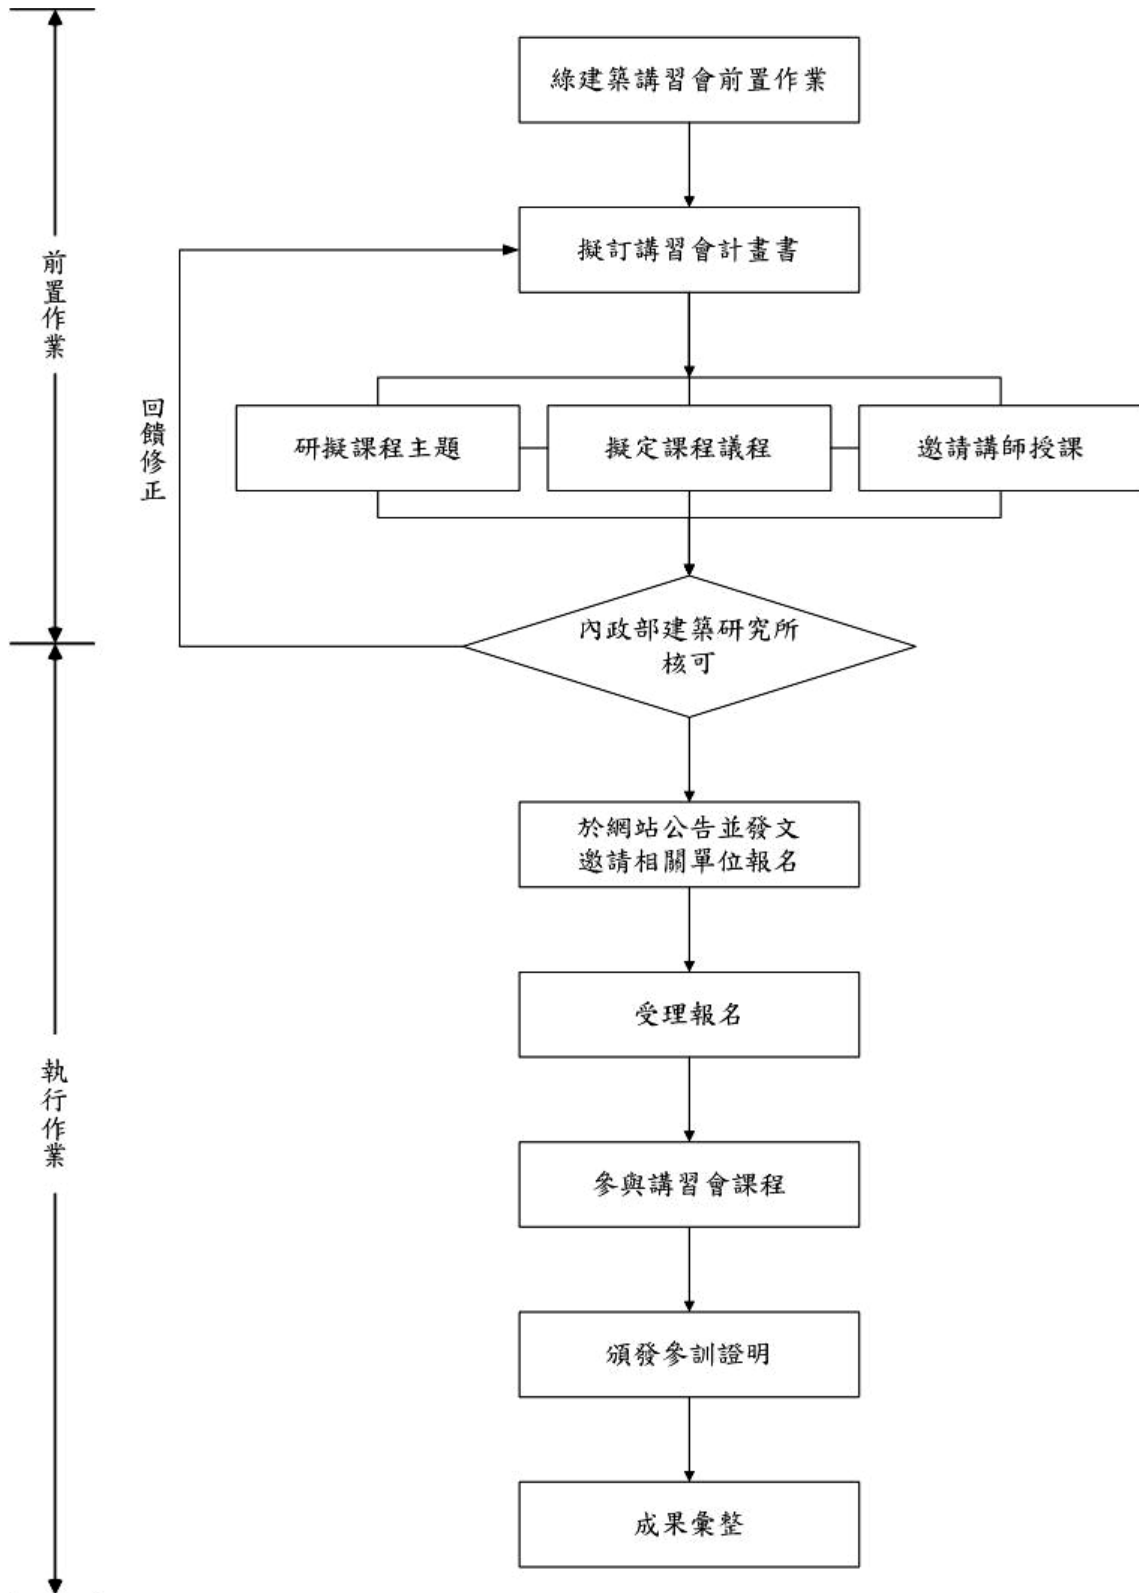 綠建築講習會前置作業
擬訂講習會計畫書
前置作業
回饋修正
研擬課程主題
擬定課程議程
邀請講師授課
內政部建築研究所
核可
於網站公告並發文
邀請相關單位報名
受理報名
執行作業
參與講習會課程
頒發參訓證明
成果彙整